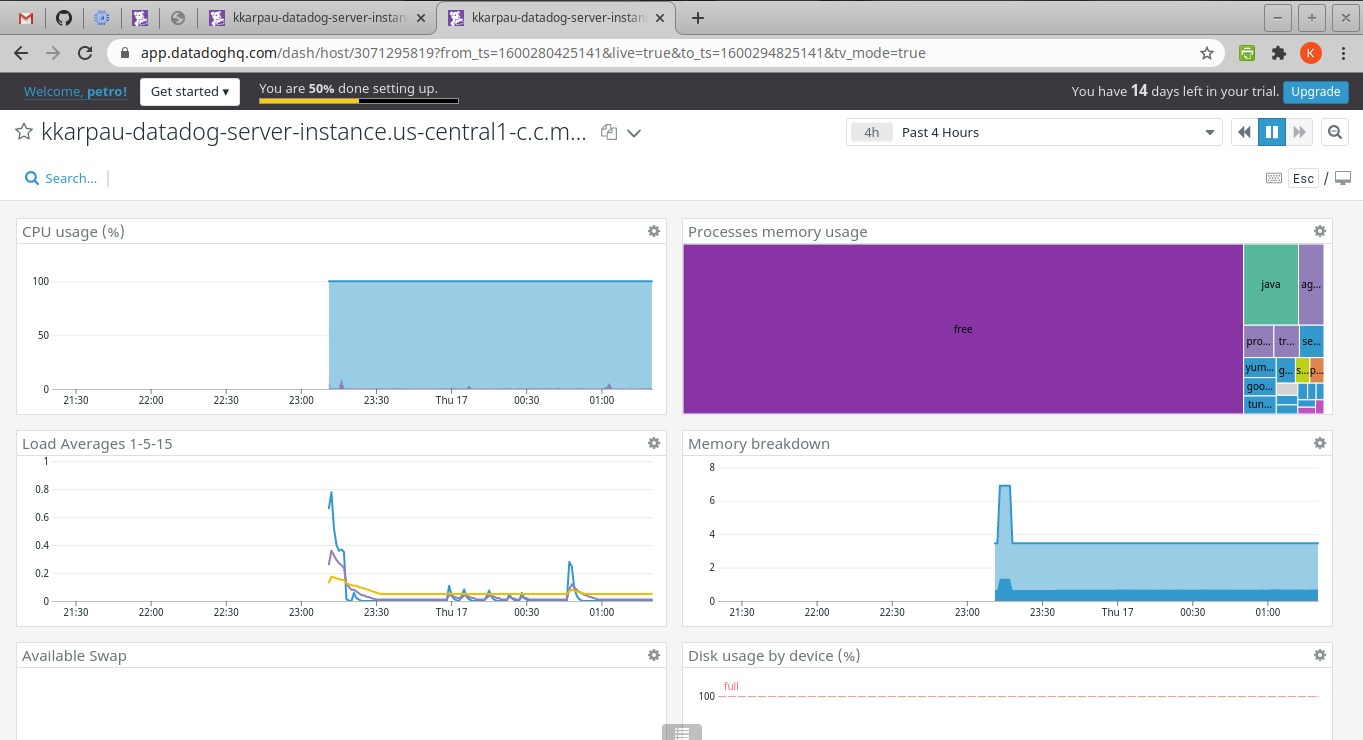 kkarpau-datadog-server-instan
kkarpau-datadog-server-instan
app.datadoghq.com/dash/host/3071295819?from_ts=1600280425141&live=true&to_ts=1600294825141&tv_mode=true
K
Welcome, petro!
Get started ▾
You are 50% done setting up.
You have 14 days left in your trial.
Upgrade
kkarpau-datadog-server-instance.us-central1-c.c.m...
4h Past 4 Hours
Search...
Esc /
CPU usage (%)
100
50
0
21:30 22:00 22:30 23:00 23:30 Thu 17 00:30 01:00
Processes memory usage
free
java
ag...
pro...
tr...
se...
yum...
g...
s...
p...
goo...
tun...
Load Averages 1-5-15
1
0.8
0.6
0.4
0.2
0
21:30 22:00 22:30 23:00 23:30 Thu 17 00:30 01:00
Memory breakdown
8
6
4
2
0
21:30 22:00 22:30 23:00 23:30 Thu 17 00:30 01:00
Available Swap
Disk usage by device (%)
full
100